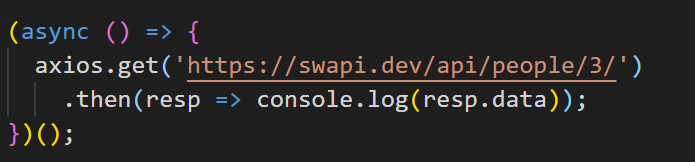 (async () => {
  axios.get('https://swapi.dev/api/people/3/')
    .then(resp => console.log(resp.data));
})();